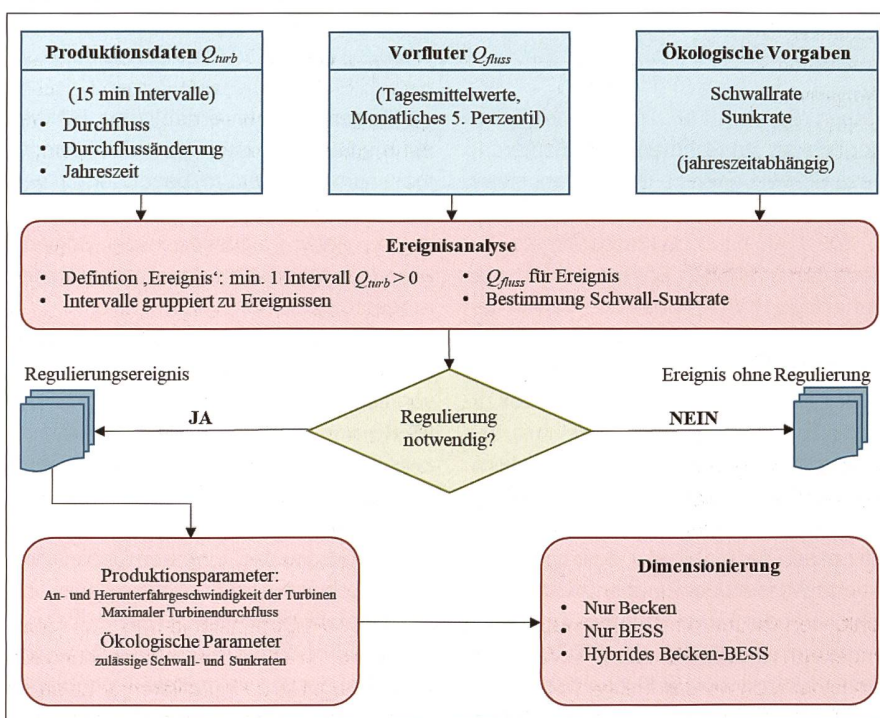 Produktionsdaten Q_turb
(15 min Intervalle)
• Durchfluss
• Durchflussänderung
• Jahreszeit
Vorfluter Q_fluss
(Tagesmittelwerte,
Monatliches 5. Perzentil)
Ökologische Vorgaben
Schwallrate
Sunkrate
(jahreszeitabhängig)
Ereignisanalyse
• Defintion ‚Ereignis‘: min. 1 Intervall Q_turb > 0
• Intervalle gruppiert zu Ereignissen
• Q_fluss für Ereignis
• Bestimmung Schwall-Sunkrate
Regulierungsereignis
Ereignis ohne Regulierung
JA
Regulierung
notwendig?
NEIN
Produktionsparameter:
An- und Herunterfahrgeschwindigkeit der Turbinen
Maximaler Turbinendurchfluss
Ökologische Parameter
zulässige Schwall- und Sunkraten
Dimensionierung
• Nur Becken
• Nur BESS
• Hybrides Becken-BESS